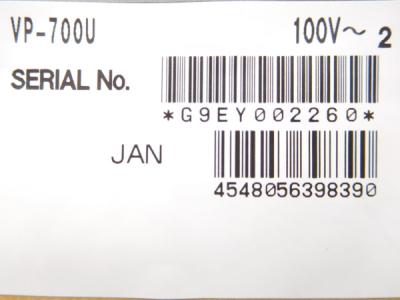 VP-700U 100V～ 2
SERIAL No.
*G9EY002260*
JAN
4548056398390